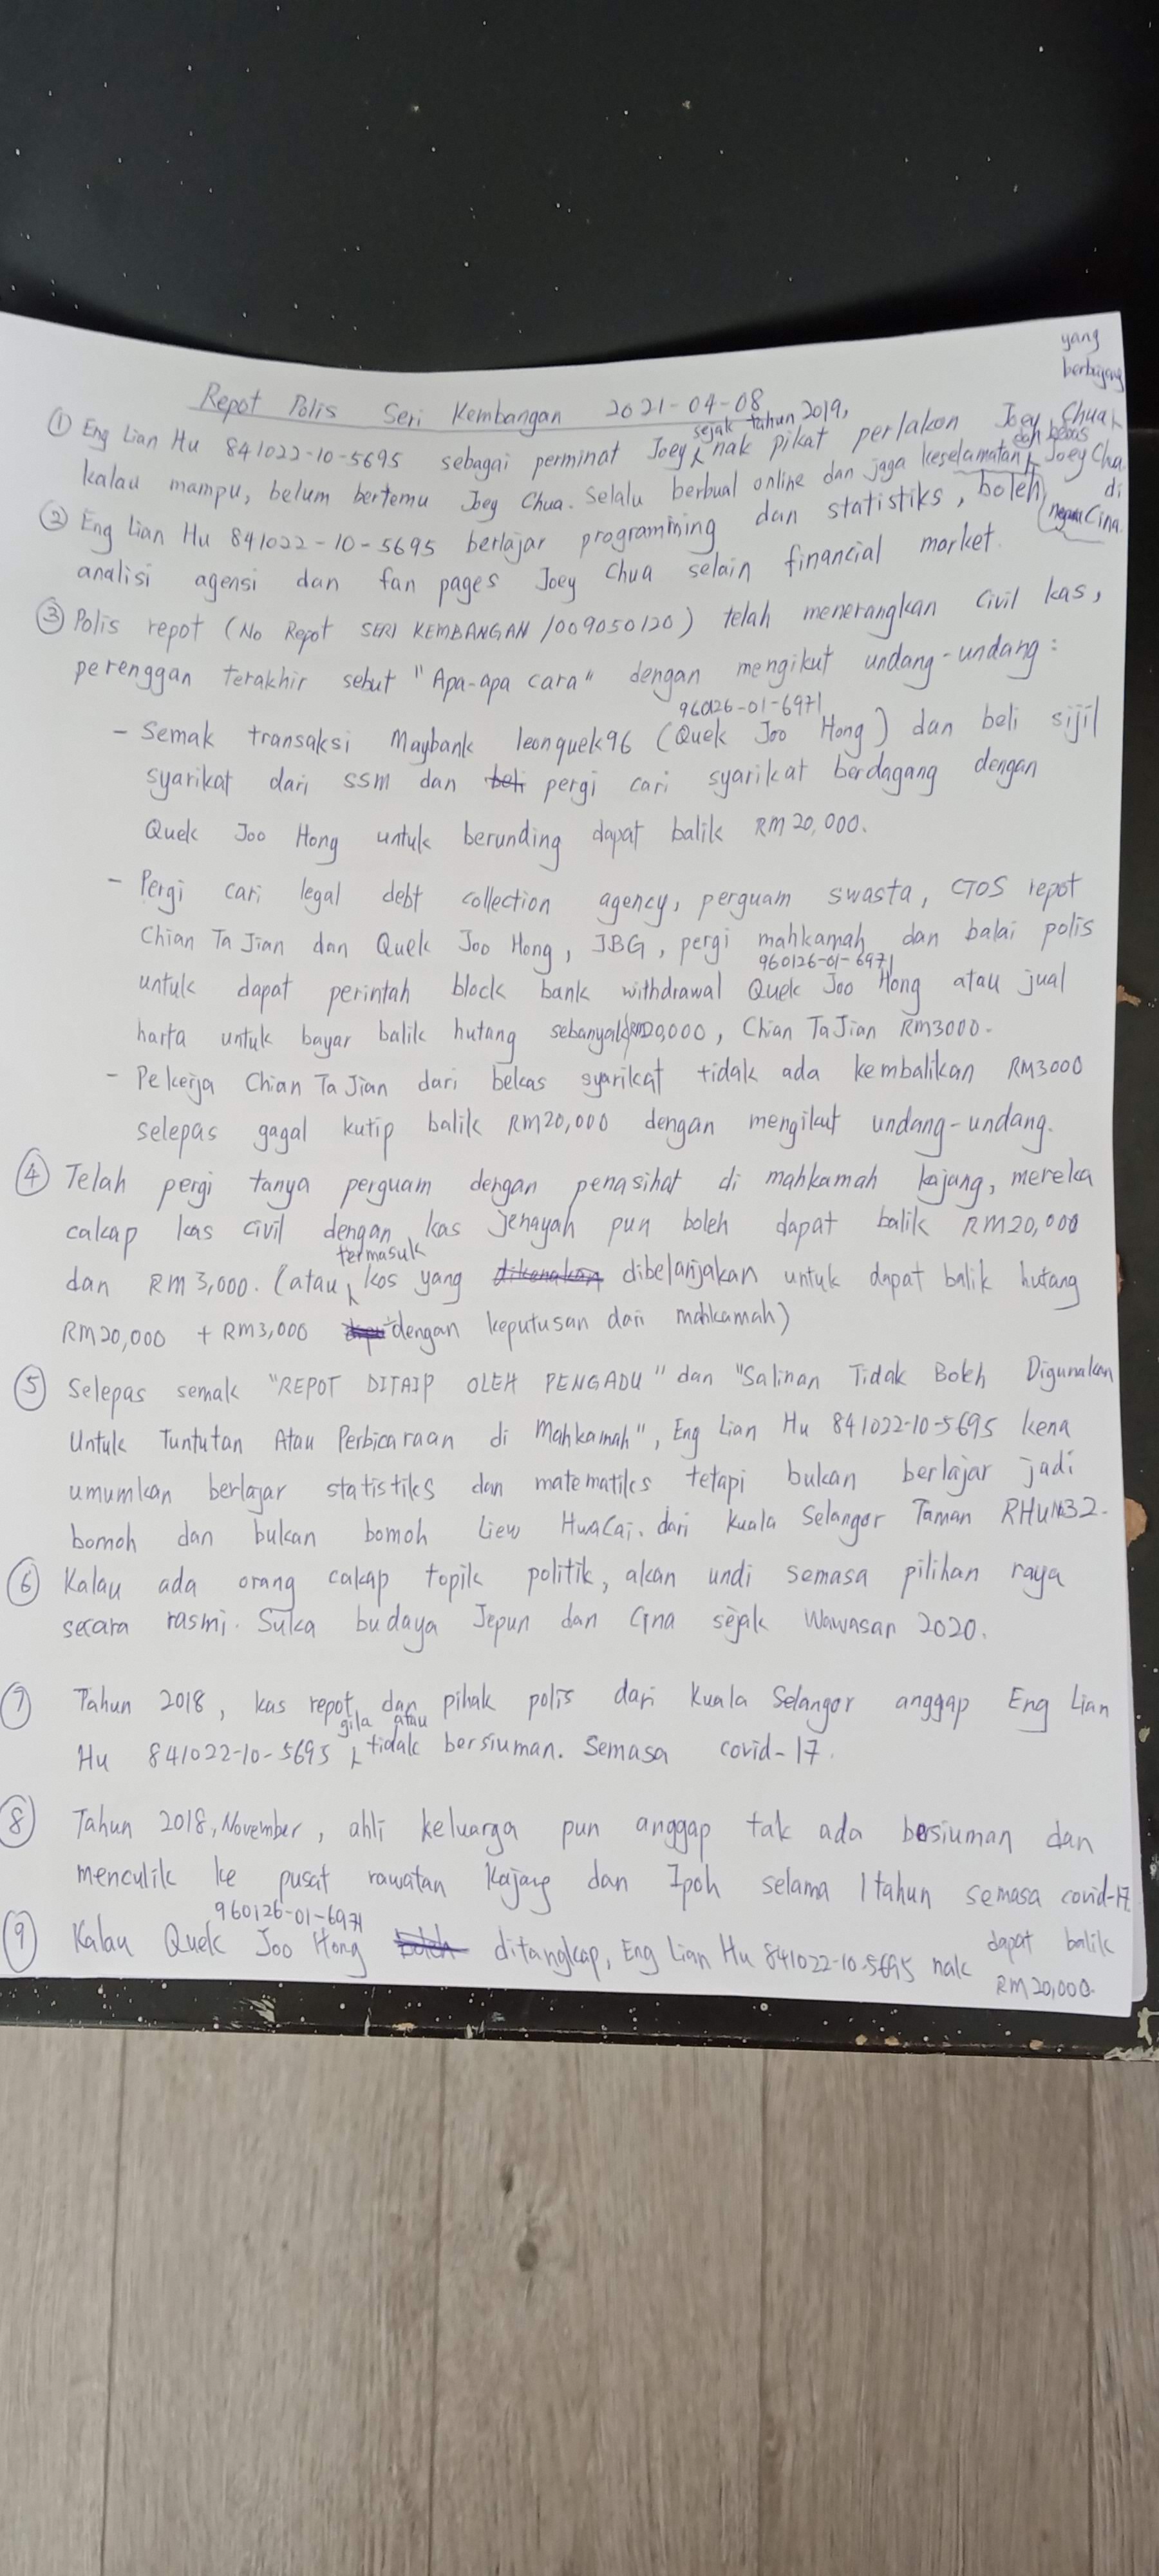 yang
berbujang
Repot Polis Seri Kembangan 2021-04-08
sejak tahun 2019,
① Eng Lian Hu 841022-10-5695 sebagai perminat Joey nak pikat perlakon Joey Chua
dan bebas
kalau mampu, belum bertemu Joey Chua. Selalu berbual online dan jaga keselamatan Joey Chua
di
negara Cina.
② Eng Lian Hu 841022-10-5695 berlajar programming dan statistiks, boleh
analisi agensi dan fan pages Joey Chua selain financial market.
③ Polis repot (No Repot SERI KEMBANGAN /009050/20) telah menerangkan civil kas,
perenggan terakhir sebut "Apa-apa cara" dengan mengikut undang-undang:
960126-01-6971
- Semak transaksi Maybank leonquek96 (Quek Joo Hong) dan beli sijil
syarikat dari SSM dan beli pergi cari syarikat berdagang dengan
Quek Joo Hong untuk berunding dapat balik RM 20,000.
- Pergi cari legal debt collection agency, perguam swasta, CTOS repot
Chian Ta Jian dan Quek Joo Hong, JBG, pergi mahkamah dan balai polis
960126-01-6971
untuk dapat perintah block bank withdrawal Quek Joo Hong atau jual
harta untuk bayar balik hutang sebanyak RM20,000, Chian Ta Jian RM3000.
- Pekerja Chian Ta Jian dari bekas syarikat tidak ada kembalikan RM3000
selepas gagal kutip balik RM20,000 dengan mengikut undang-undang.
④ Telah pergi tanya perguam dengan penasihat di mahkamah kajang, mereka
cakap kas civil dengan kas jenayah pun boleh dapat balik RM20,000
termasuk
dan RM 3,000. (atau kos yang dikenakan dibelanjakan untuk dapat balik hutang
RM20,000 + RM3,000 dengan keputusan dari mahkamah)
⑤ Selepas semak "REPOT DITAIP OLEH PENGADU" dan "Salinan Tidak Boleh Digunakan
Untuk Tuntutan Atau Perbicaraan di Mahkamah", Eng Lian Hu 841022-10-5695 kena
umumkan berlajar statistiks dan matematiks tetapi bukan berlajar jadi
bomoh dan bukan bomoh Liew HuaCai. dari Kuala Selangor Taman
⑥ Kalau ada orang cakap topik politik, akan undi semasa pilihan raya
secara rasmi. Suka budaya Jepun dan Cina sejak Wawasan 2020.
⑦ Tahun 2018, kas repot dan pihak polis dari Kuala Selangor anggap Eng Lian
gila atau
Hu 841022-10-5695 tidak bersiuman. Semasa covid-17.
⑧ Tahun 2018, November, ahli keluarga pun anggap tak ada bersiuman dan
menculik ke pusat rawatan Kajang dan Ipoh selama 1 tahun semasa covid-17.
960126-01-6971
⑨ Kalau Quek Joo Hong boleh ditangkap, Eng Lian Hu 841022-10-5695 nak dapat balik
RM 20,000.